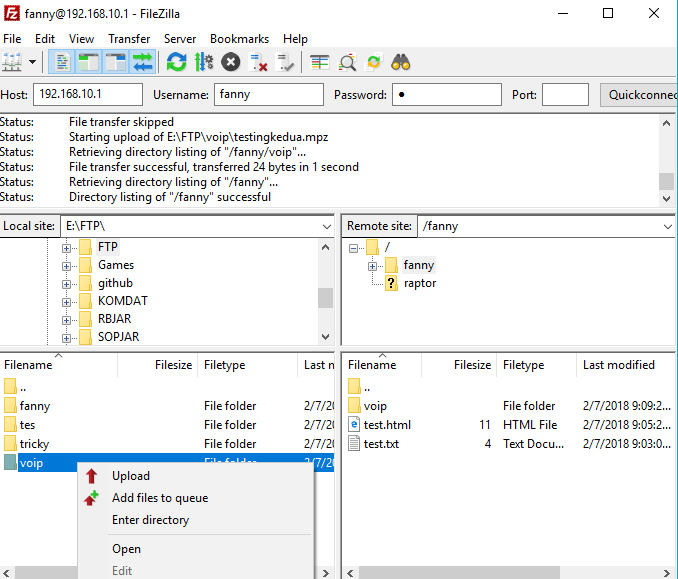 fanny@192.168.10.1 - FileZilla
File Edit View Transfer Server Bookmarks Help
Host: 192.168.10.1 Username: fanny Password: ● Port: Quickconnec
Status: File transfer skipped
Status: Starting upload of E:\FTP\voip\testingkedua.mpz
Status: Retrieving directory listing of "/fanny/voip"...
Status: File transfer successful, transferred 24 bytes in 1 second
Status: Retrieving directory listing of "/fanny"...
Status: Directory listing of "/fanny" successful
Local site: E:\FTP\
FTP
Games
github
KOMDAT
RBJAR
SOPJAR
Remote site: /fanny
/
fanny
? raptor
Filename Filesize Filetype Last m
..
fanny File folder 2/7/20
tes File folder 2/7/20
tricky File folder 2/7/20
voip File folder 2/7/20
Upload
Add files to queue
Enter directory
Open
Edit
Filename Filesize Filetype Last modified
..
voip File folder 2/7/2018 9:09:2...
test.html 11 HTML File 2/7/2018 9:05:2...
test.txt 4 Text Docu... 2/7/2018 9:03:0...